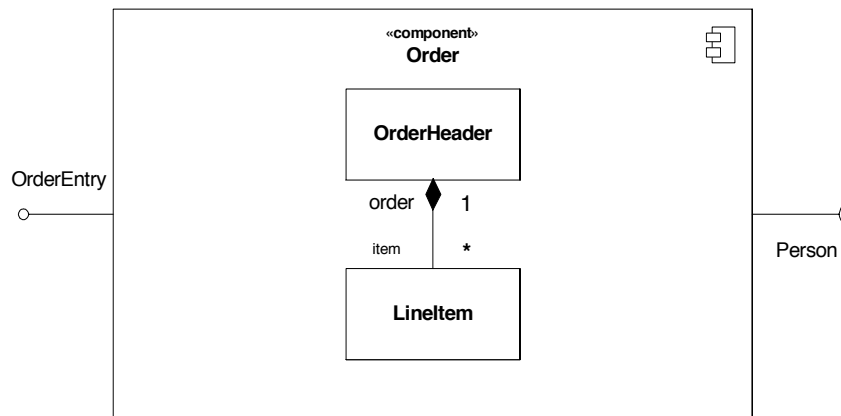 «component»
Order
OrderHeader
OrderEntry
order 1
item *
Person
LineItem